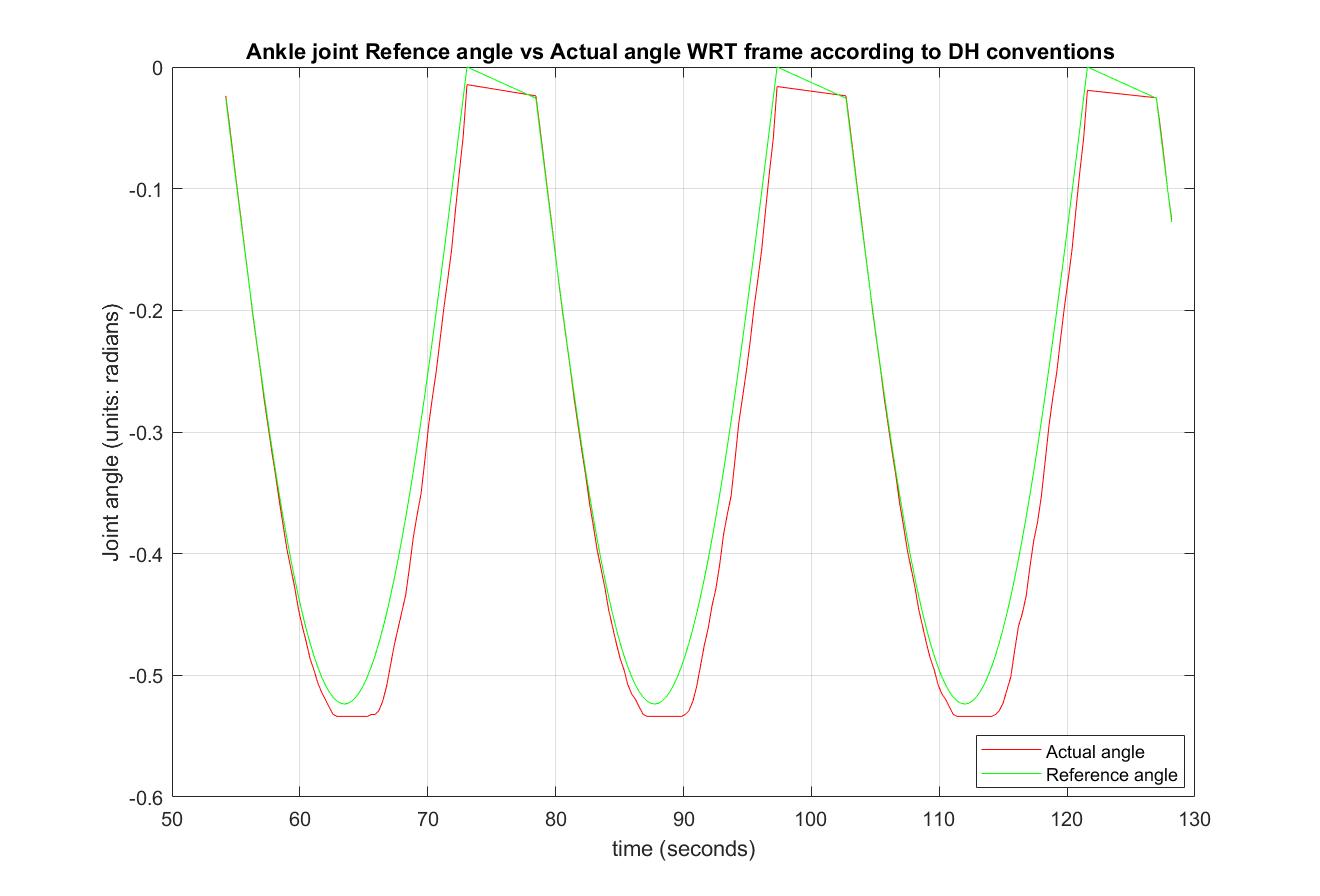 Ankle joint Refence angle vs Actual angle WRT frame according to DH conventions
0
-0.1
-0.2
-0.3
-0.4
-0.5
-0.6
Joint angle (units: radians)
50 60 70 80 90 100 110 120 130
time (seconds)
Actual angle
Reference angle